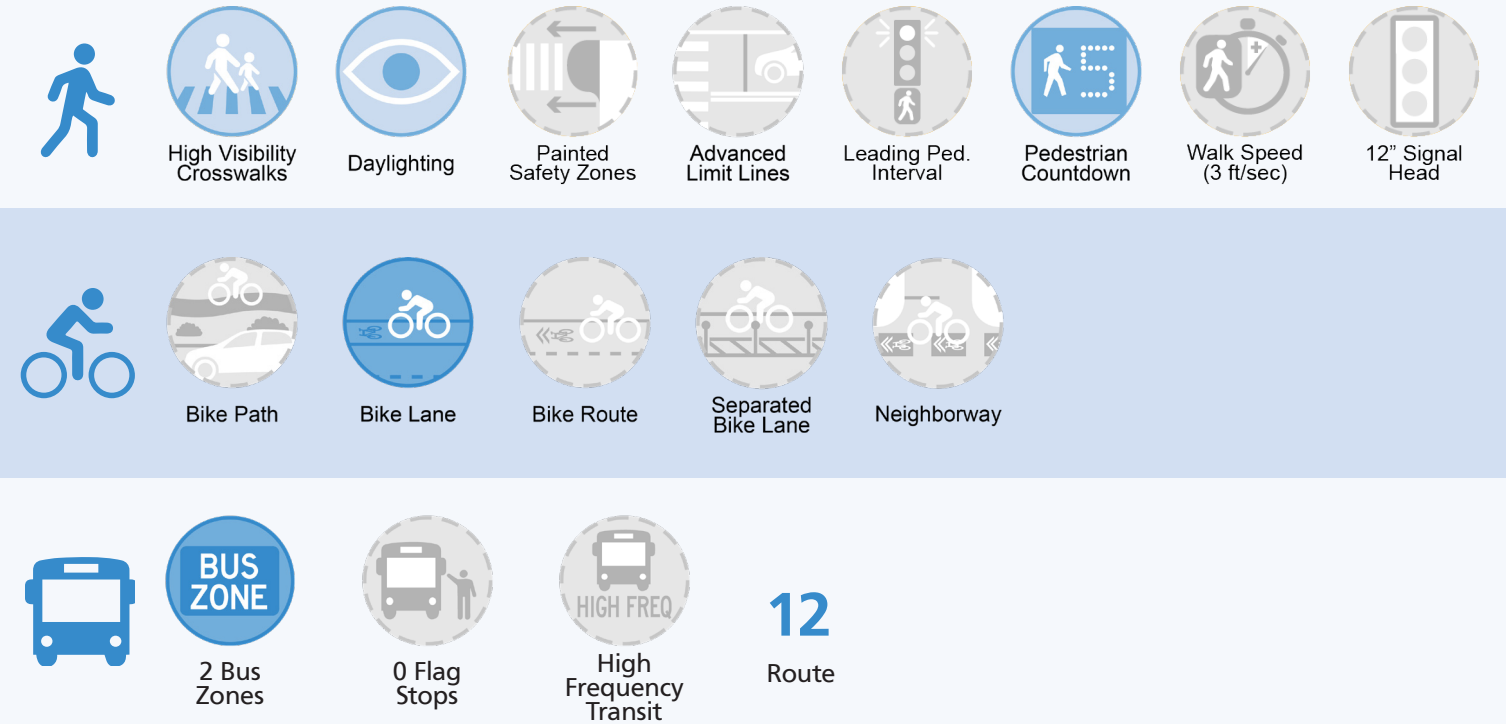 High Visibility
Crosswalks
Daylighting
Painted
Safety Zones
Advanced
Limit Lines
Leading Ped.
Interval
5
Pedestrian
Countdown
Walk Speed
(3 ft/sec)
12” Signal
Head
Bike Path
Bike Lane
Bike Route
Separated
Bike Lane
Neighborway
BUS
ZONE
2 Bus
Zones
0 Flag
Stops
HIGH FREQ
High
Frequency
Transit
12
Route